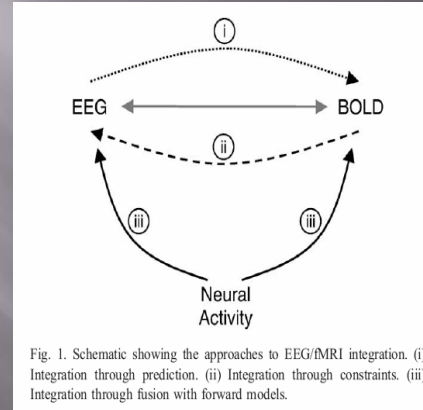 i
EEG BOLD
ii
iii iii
Neural
Activity
Fig. 1. Schematic showing the approaches to EEG/fMRI integration. (i)
Integration through prediction. (ii) Integration through constraints. (iii)
Integration through fusion with forward models.